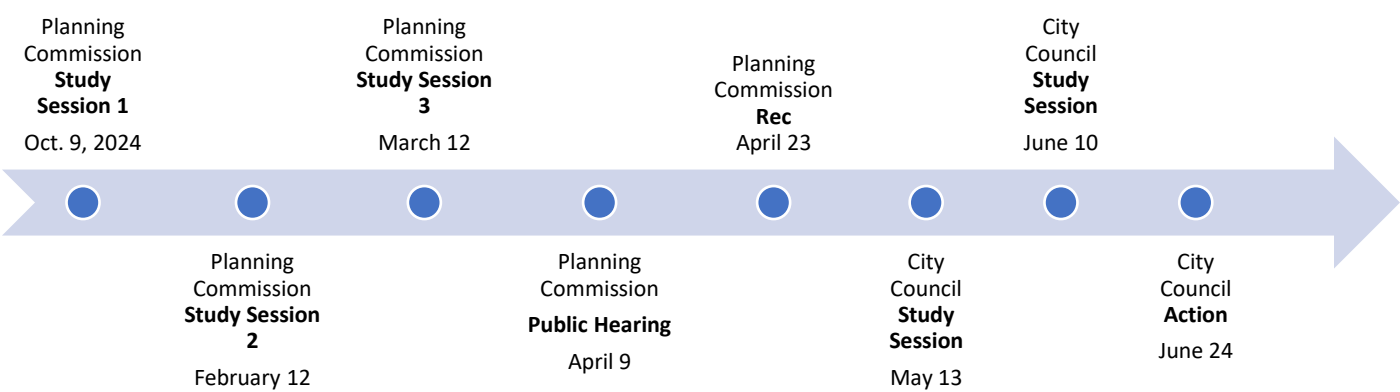 Planning
Commission
Study
Session 1
Oct. 9, 2024
Planning
Commission
Study Session
2
February 12
Planning
Commission
Study Session
3
March 12
Planning
Commission
Public Hearing
April 9
Planning
Commission
Rec
April 23
City
Council
Study
Session
May 13
City
Council
Study
Session
June 10
City
Council
Action
June 24